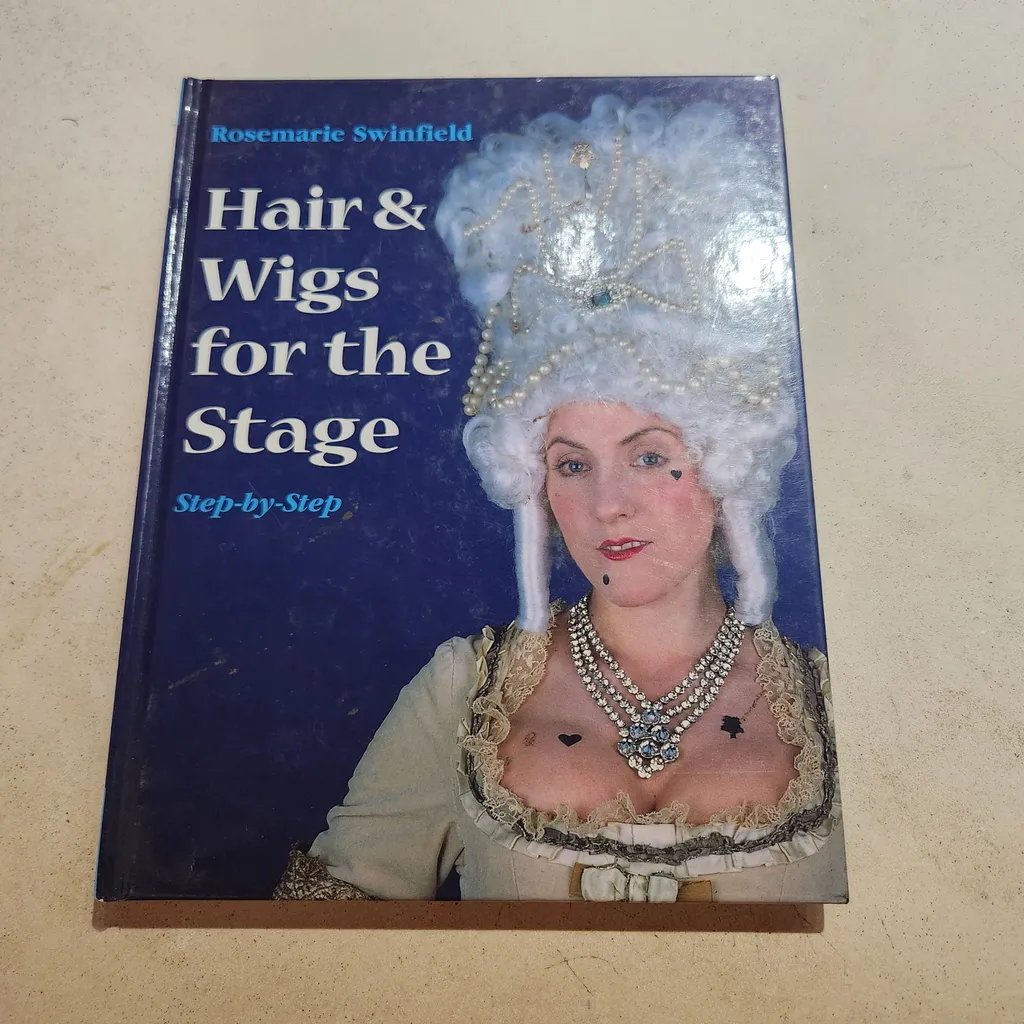 Rosemarie Swinfield
Hair &
Wigs
for the
Stage
Step-by-Step